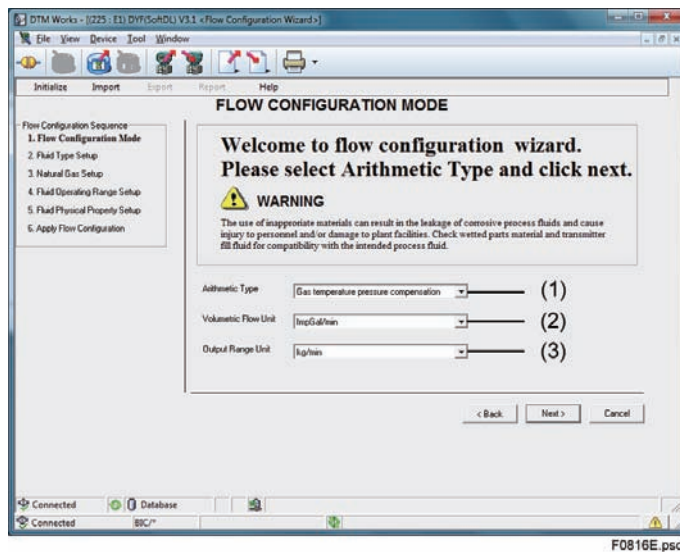 DTM Works - [(225 : E1) DYF(SoftDL) V3.1 <Flow Configuration Wizard>]
File View Device Tool Window
Initialize Import Export Report Help
FLOW CONFIGURATION MODE
Flow Configuration Sequence
1. Flow Configuration Mode
2. Fluid Type Setup
3. Natural Gas Setup
4. Fluid Operating Range Setup
5. Fluid Physical Property Setup
6. Apply Flow Configuration
Welcome to flow configuration wizard.
Please select Arithmetic Type and click next.
WARNING
The use of inapproriate materials can result in the leakage of corrosive process fluids and cause
injury to personnel and/or damage to plant facilities. Check wetted parts material and transmitter
fill fluid for compatibility with the intended process fluid.
Arithmetic Type Gas temperature pressure compensation (1)
Volumetric Flow Unit ImpGal/min (2)
Output Range Unit kg/min (3)
< Back Next > Cancel
Connected Database
Connected
F0816E.psd